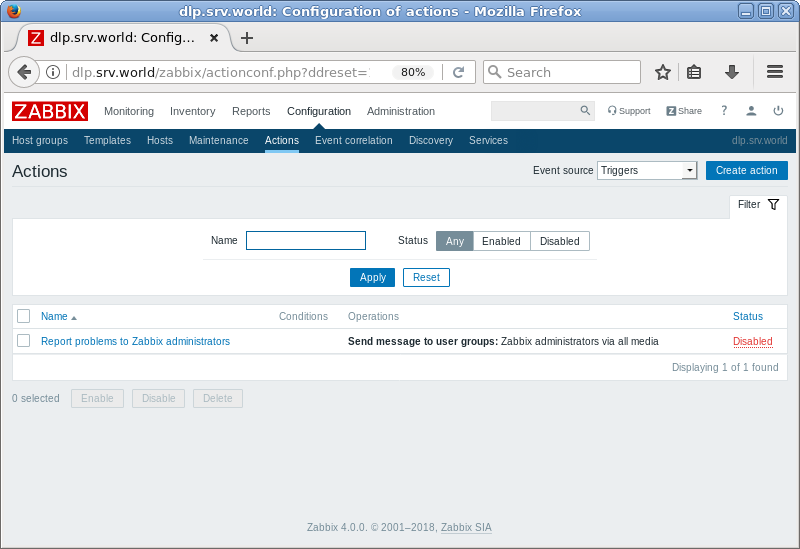 dlp.srv.world: Configuration of actions - Mozilla Firefox
Z dlp.srv.world: Config...
dlp.srv.world/zabbix/actionconf.php?ddreset= 80% Search
ZABBIX Monitoring Inventory Reports Configuration Administration Support Z Share ?
Host groups Templates Hosts Maintenance Actions Event correlation Discovery Services dlp.srv.world
Actions Event source Triggers Create action
Filter
Name Status Any Enabled Disabled
Apply Reset
Name Conditions Operations Status
Report problems to Zabbix administrators Send message to user groups: Zabbix administrators via all media Disabled
Displaying 1 of 1 found
0 selected Enable Disable Delete
Zabbix 4.0.0. © 2001–2018, Zabbix SIA